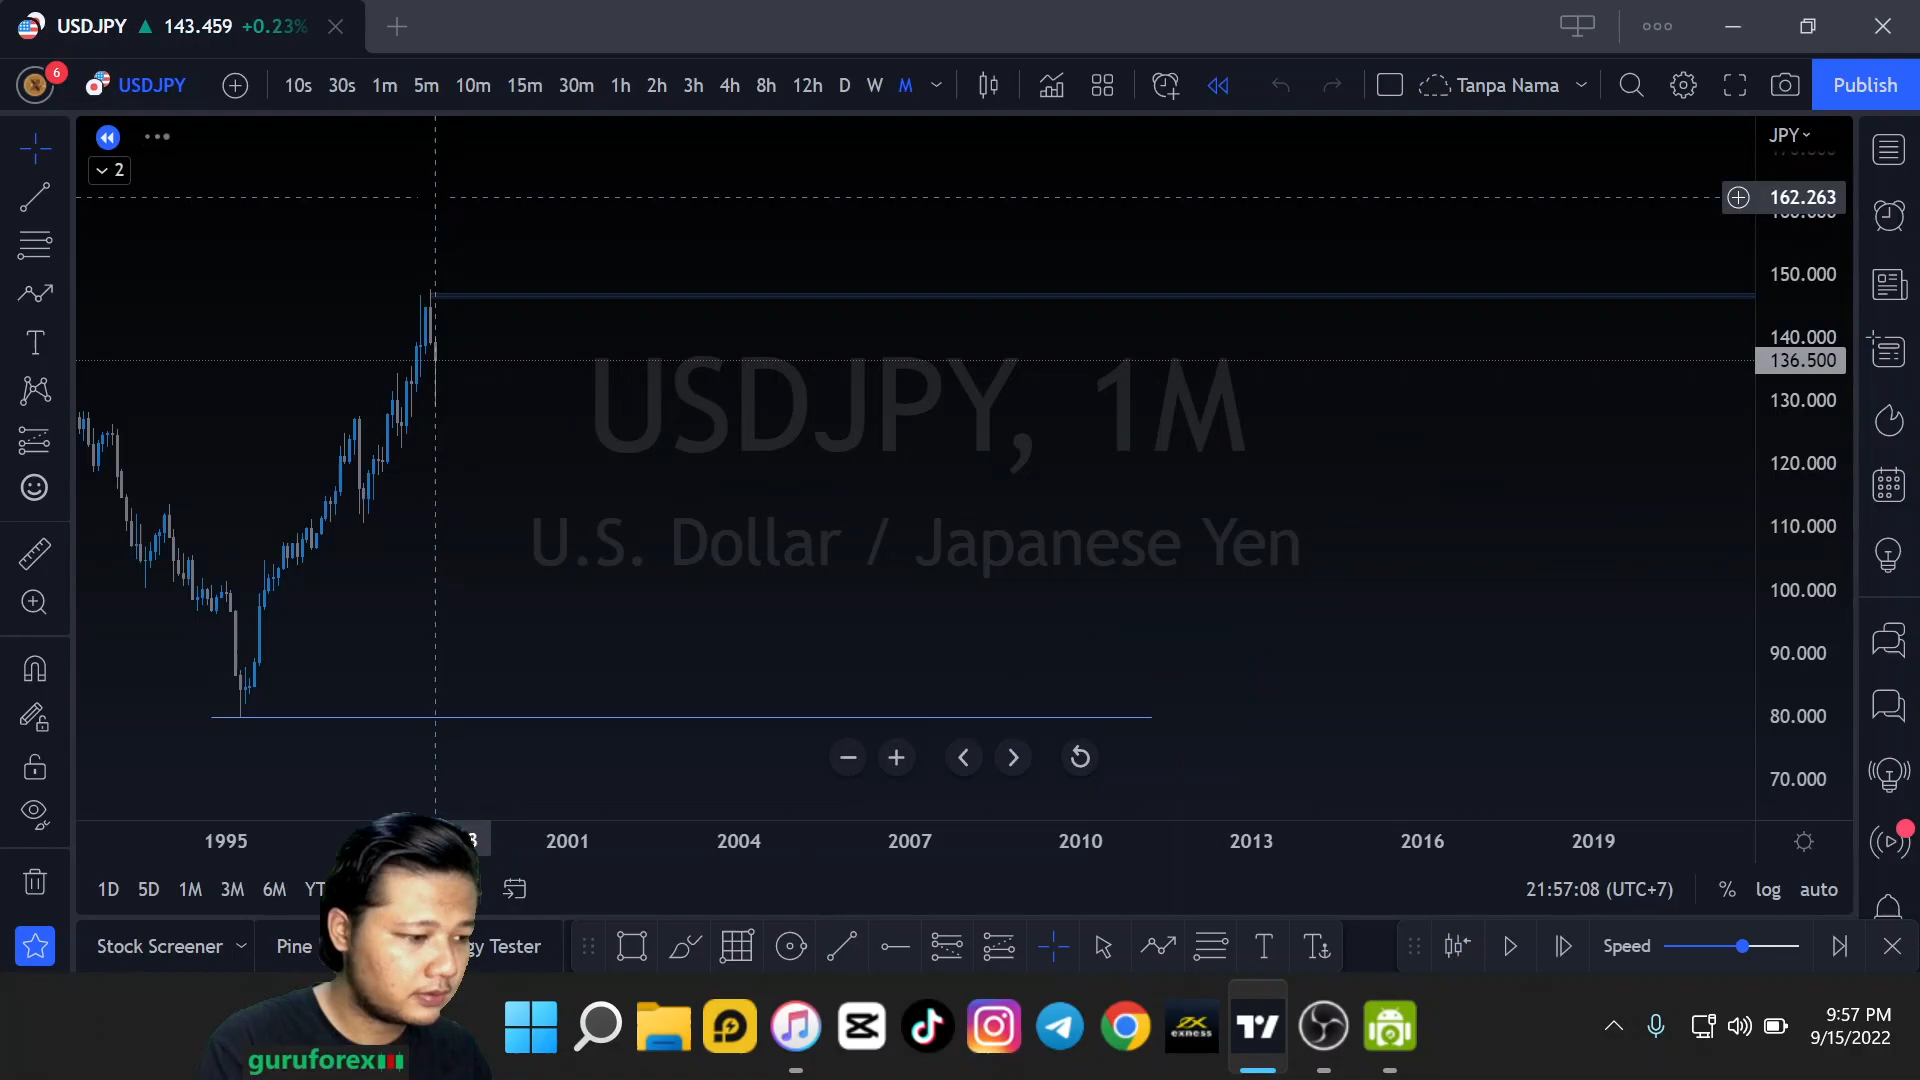 USDJPY ▲ 143.459 +0.23%
6
USDJPY
10s 30s 1m 5m 10m 15m 30m 1h 2h 3h 4h 8h 12h D W M
Tanpa Nama
Publish
2
JPY
162.263
150.000
140.000
136.500
130.000
120.000
110.000
100.000
90.000
80.000
70.000
USDJPY, 1M
U.S. Dollar / Japanese Yen
1995 2001 2004 2007 2010 2013 2016 2019
1D 5D 1M 3M 6M
21:57:08 (UTC+7) % log auto
Stock Screener Pine Tester
Speed
exness
9:57 PM
9/15/2022
guruforex